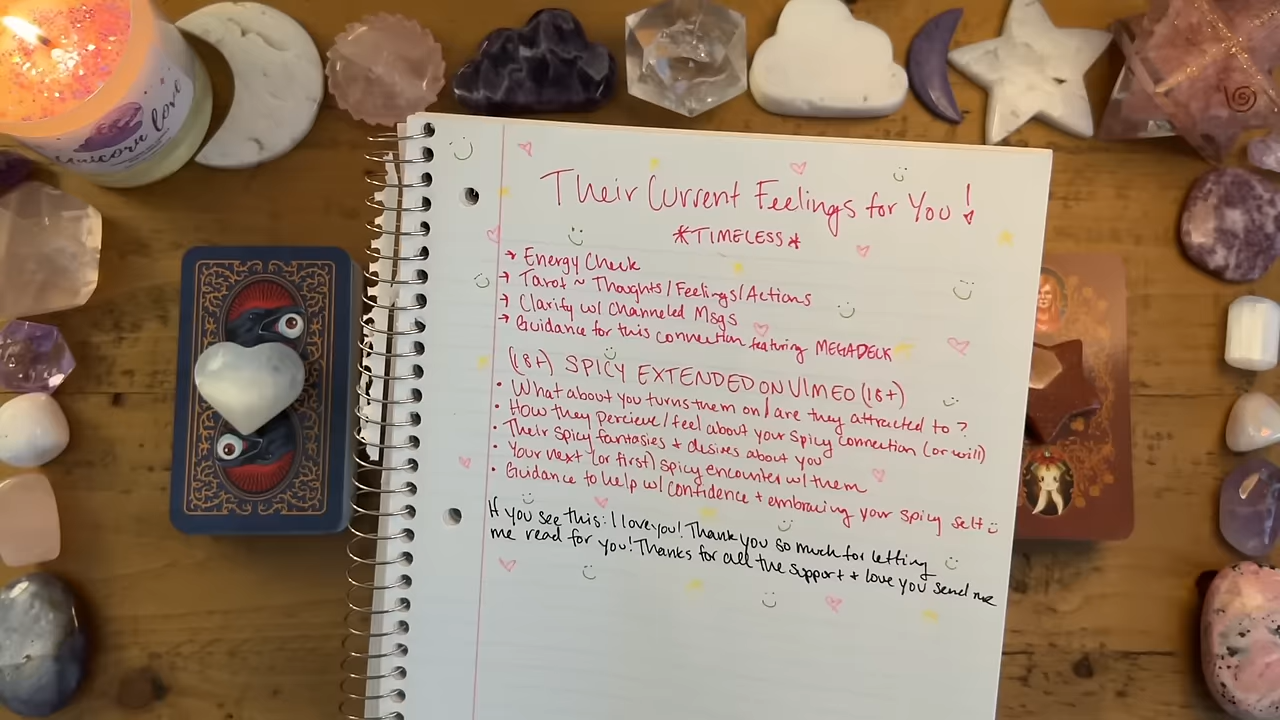 Unicorn Love
Their Current Feelings for You!
*TIMELESS*
→ Energy Check
→ Tarot ~ Thoughts/Feelings/Actions
→ Clarify w/ Channeled Msgs
→ Guidance for this connection featuring MEGADECK
(18+) SPICY EXTENDED ON VIMEO (18+)
• What about you turns them on/are they attracted to?
• How they percieve/feel about your spicy connection (or will)
• Their spicy fantasies + desires about you
• Your next (or first) spicy encounter w/ them
• Guidance to help w/ confidence + embracing your spicy self
If you see this: I love you! Thank you so much for letting
me read for you! Thanks for all the support + love you send me